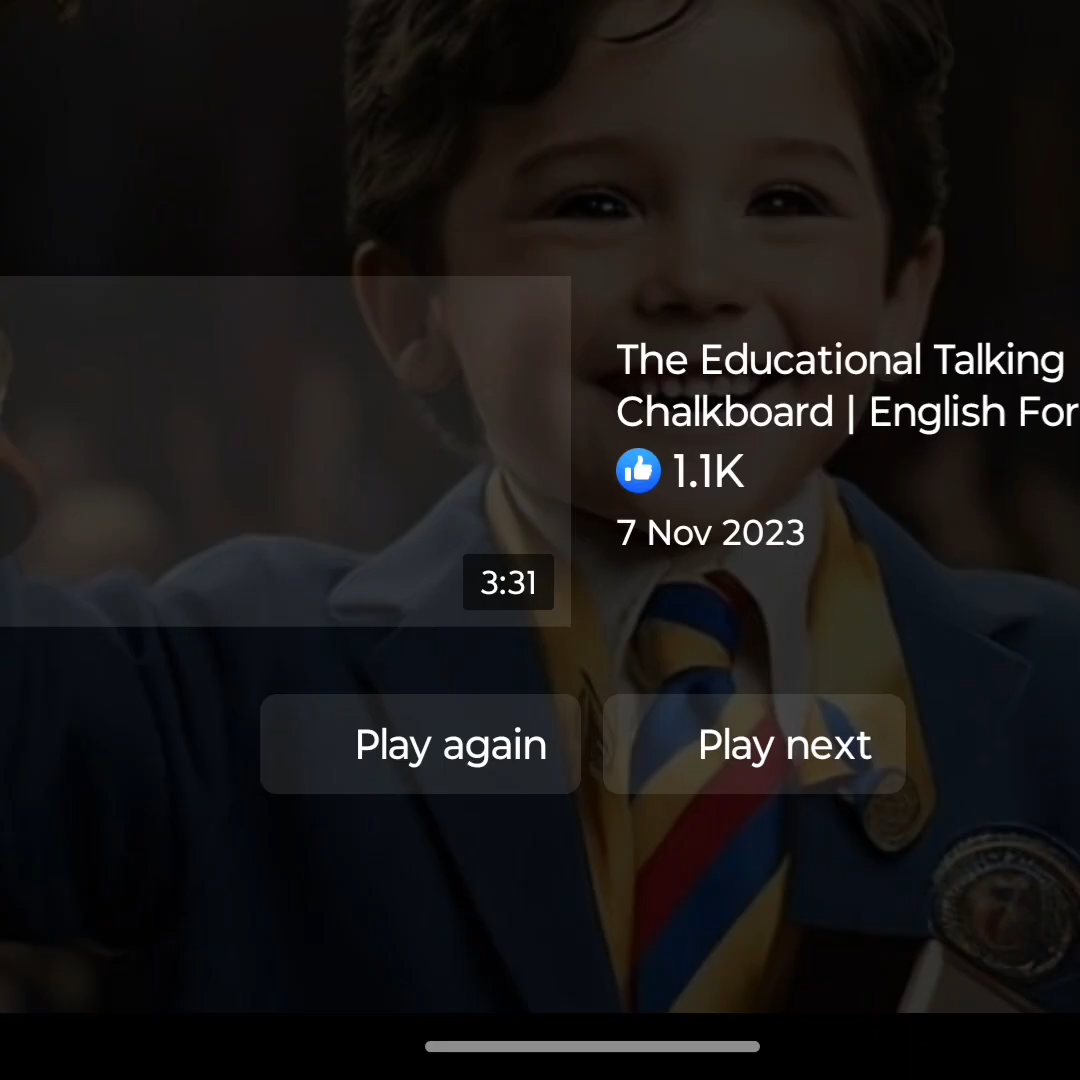 The Educational Talking
Chalkboard | English For
1.1K
7 Nov 2023
3:31
Play again
Play next